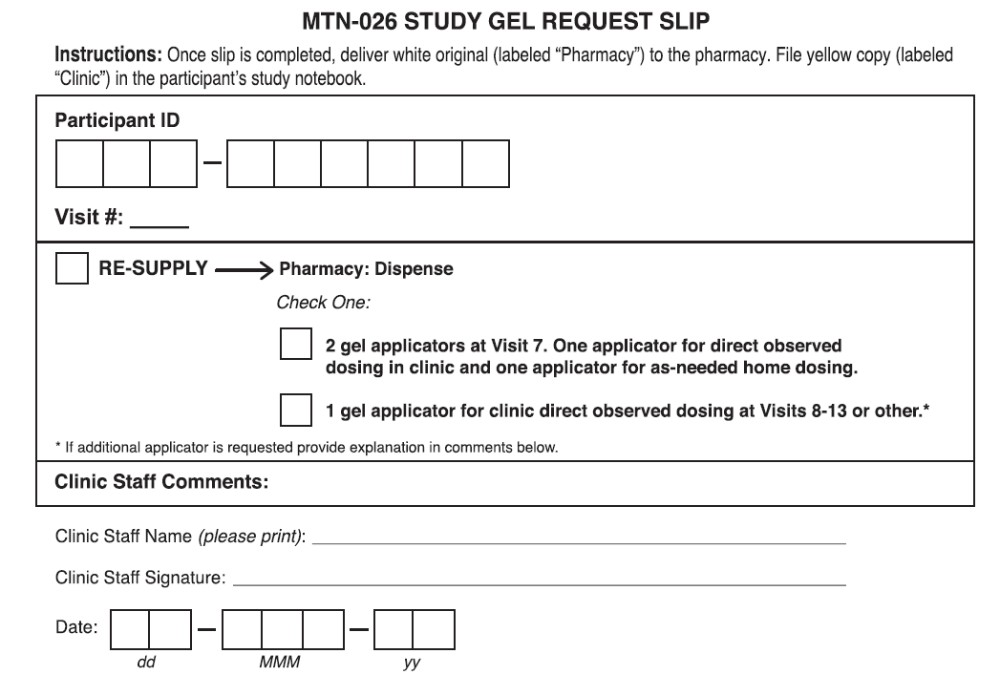 MTN-026 STUDY GEL REQUEST SLIP
Instructions: Once slip is completed, deliver white original (labeled “Pharmacy”) to the pharmacy. File yellow copy (labeled
“Clinic”) in the participant’s study notebook.
Participant ID
Visit #:
RE-SUPPLY
Pharmacy: Dispense
Check One:
2 gel applicators at Visit 7. One applicator for direct observed
dosing in clinic and one applicator for as-needed home dosing.
1 gel applicator for clinic direct observed dosing at Visits 8-13 or other.*
* If additional applicator is requested provide explanation in comments below.
Clinic Staff Comments:
Clinic Staff Name (please print):
Clinic Staff Signature:
Date:
dd MMM yy